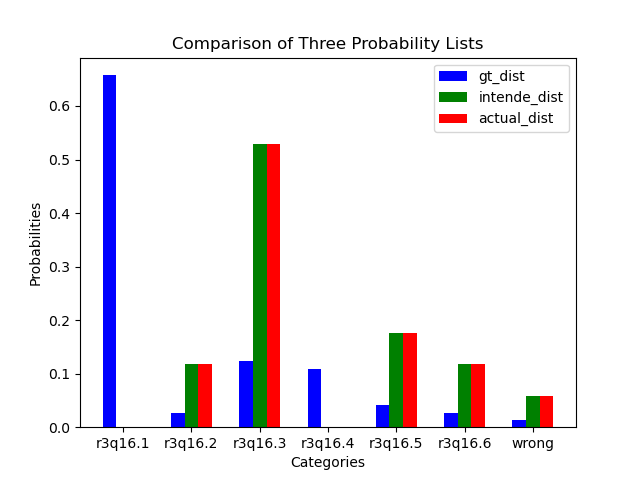 Comparison of Three Probability Lists
gt_dist
intende_dist
actual_dist
Probabilities
0.6
0.5
0.4
0.3
0.2
0.1
0.0
r3q16.1 r3q16.2 r3q16.3 r3q16.4 r3q16.5 r3q16.6 wrong
Categories